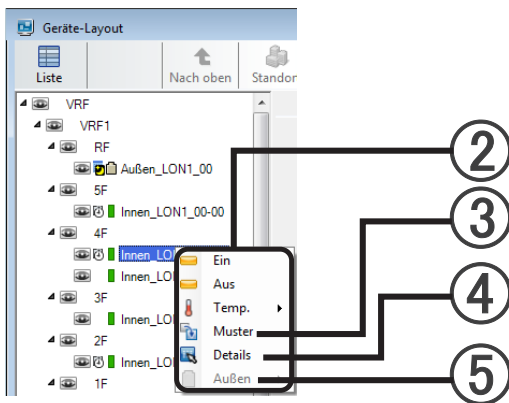 Geräte-Layout
Liste
Nach oben
Standor
VRF
VRF1
RF
Außen_LON1_00
5F
Innen_LON1_00-00
4F
Innen_LO
Innen_LO
3F
Innen_LO
2F
Innen_LO
1F
Ein
Aus
Temp.
Muster
Details
Außen
2
3
4
5